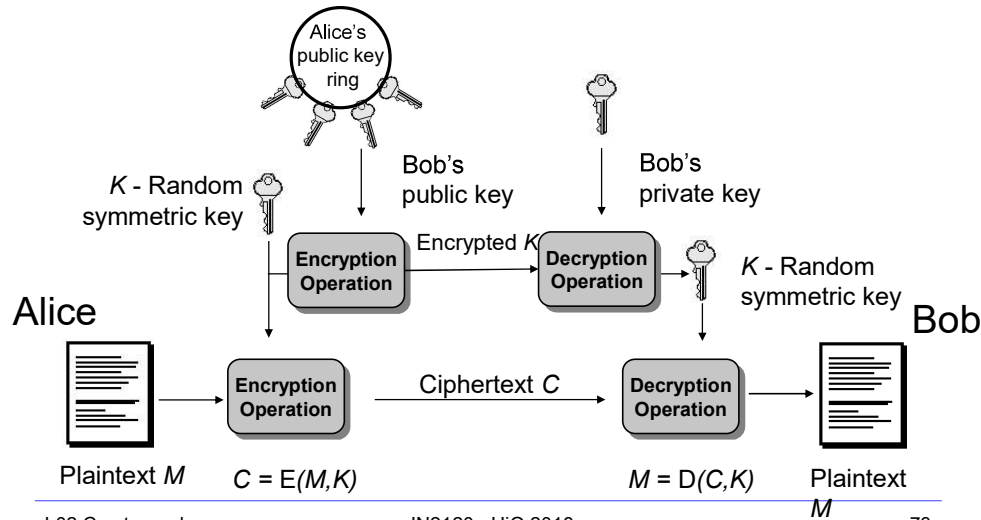 Alice's
public key
ring
Bob's
public key
Bob's
private key
K - Random
symmetric key
Encryption
Operation
Encrypted K
Decryption
Operation
K - Random
symmetric key
Alice
Bob
Encryption
Operation
Ciphertext C
Decryption
Operation
Plaintext M
C = E(M,K)
M = D(C,K)
Plaintext
M